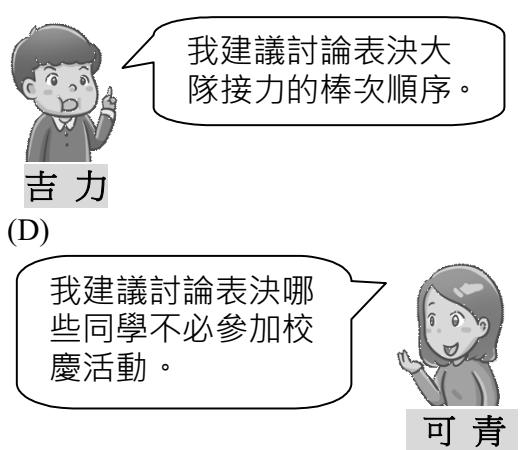 我建議討論表決大
隊接力的棒次順序。
吉力
(D)
我建議討論表決哪
些同學不必參加校
慶活動。
可青